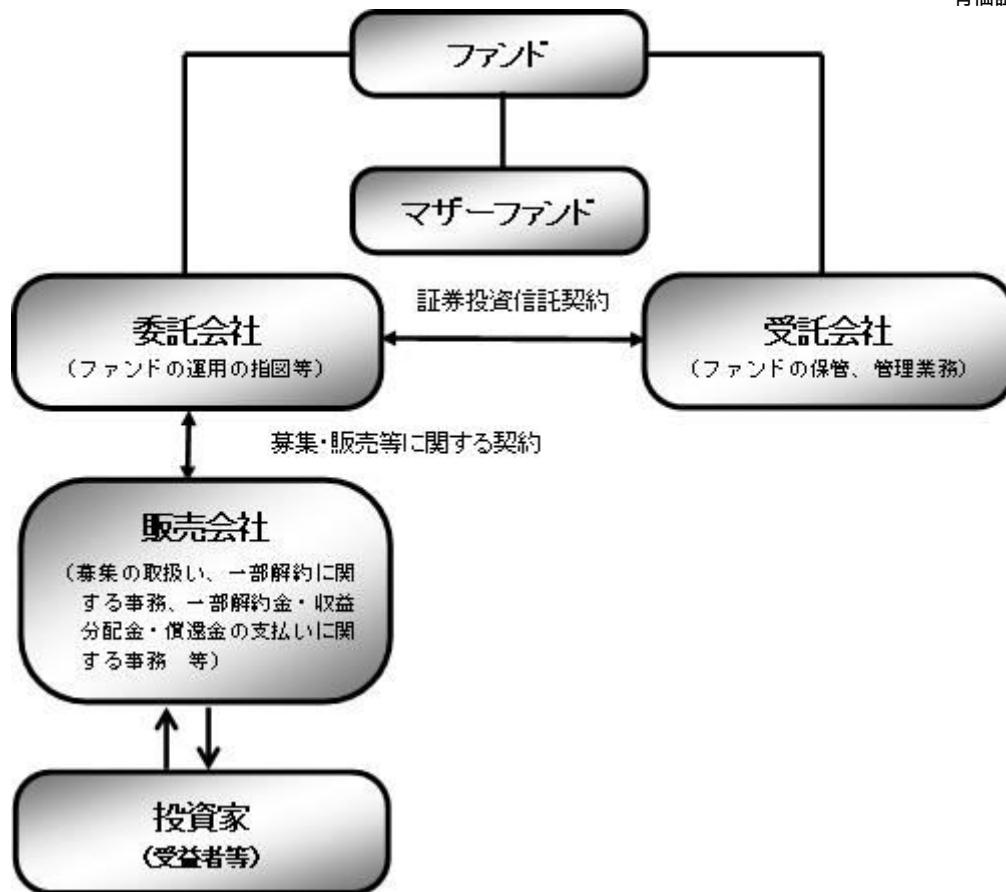 ファンド
マザーファンド
証券投資信託契約
委託会社
(ファンドの運用の指図等)
受託会社
(ファンドの保管、管理業務)
募集・販売等に関する契約
販売会社
(募集の取扱い、一部解約に関
する事務、一部解約金・収益
分配金・償還金の支払いに関
する事務 等)
投資家
(受益者等)